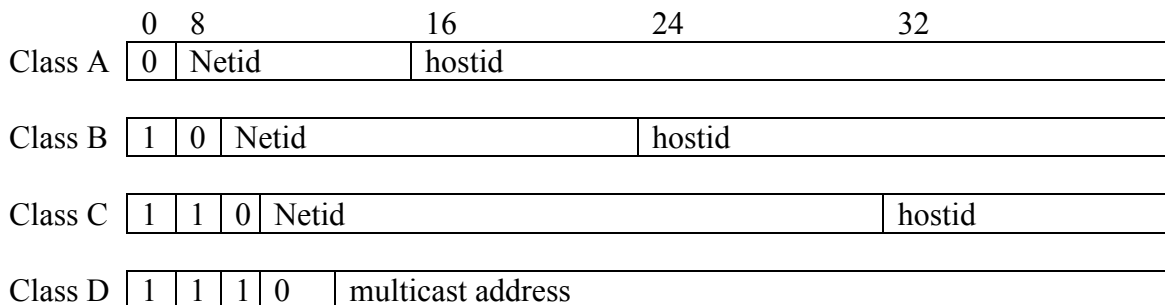 0 8 16 24 32
Class A 0 Netid hostid
Class B 1 0 Netid hostid
Class C 1 1 0 Netid hostid
Class D 1 1 1 0 multicast address